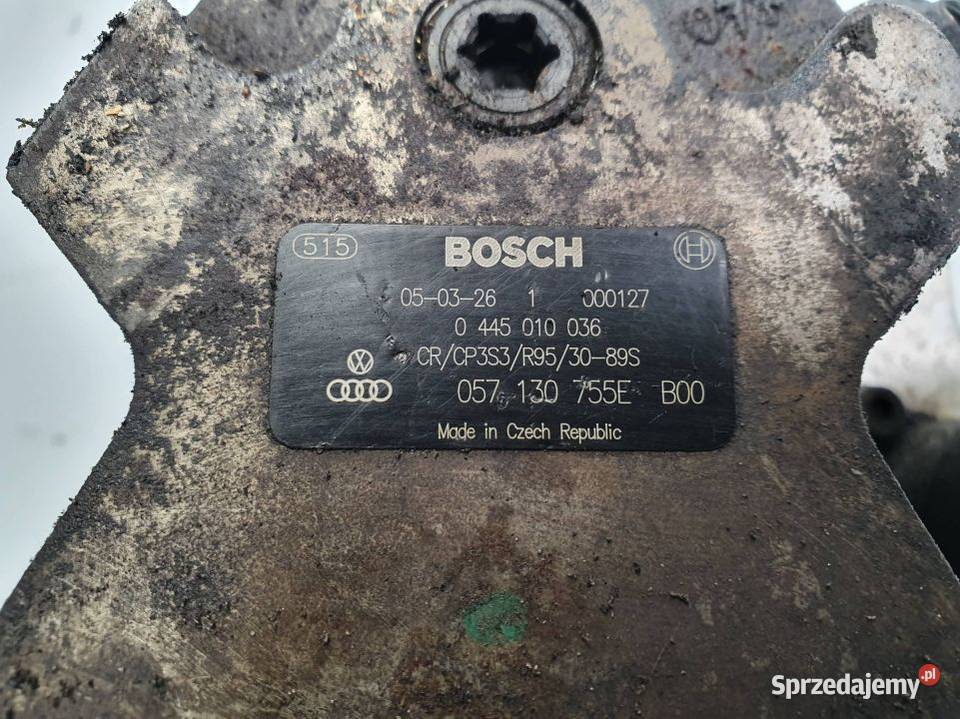 515 BOSCH
05-03-26 1 000127
0 445 010 036
CR/CP3S3/R95/30-89S
057 130 755E B00
Made in Czech Republic
Sprzedajemy.pl